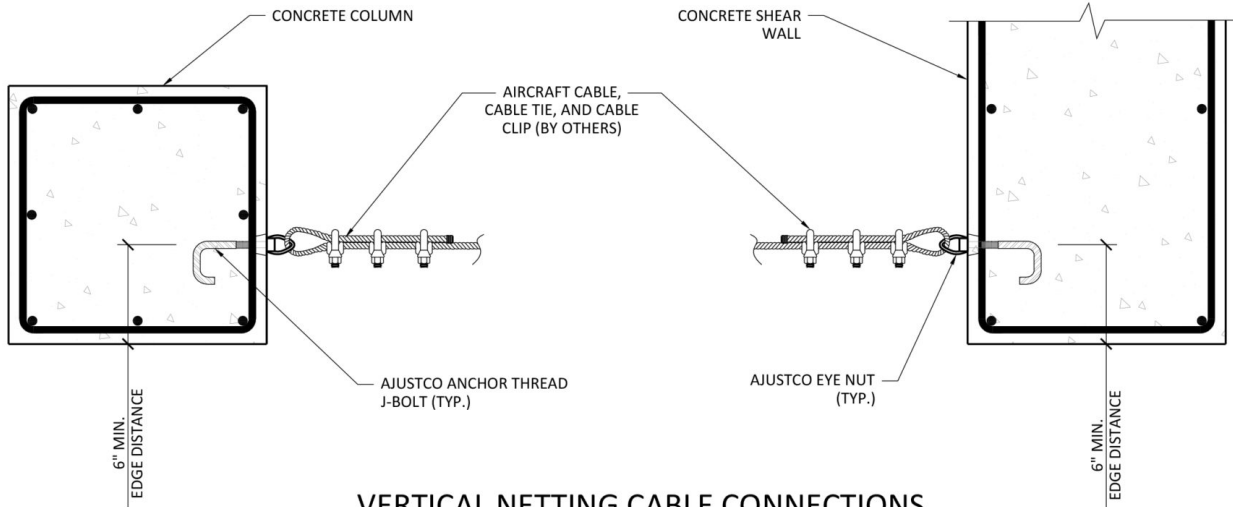 CONCRETE COLUMN
CONCRETE SHEAR
WALL
AIRCRAFT CABLE,
CABLE TIE, AND CABLE
CLIP (BY OTHERS)
AJUSTCO ANCHOR THREAD
J-BOLT (TYP.)
AJUSTCO EYE NUT
(TYP.)
6" MIN.
EDGE DISTANCE
6" MIN.
EDGE DISTANCE
VERTICAL NETTING CABLE CONNECTIONS